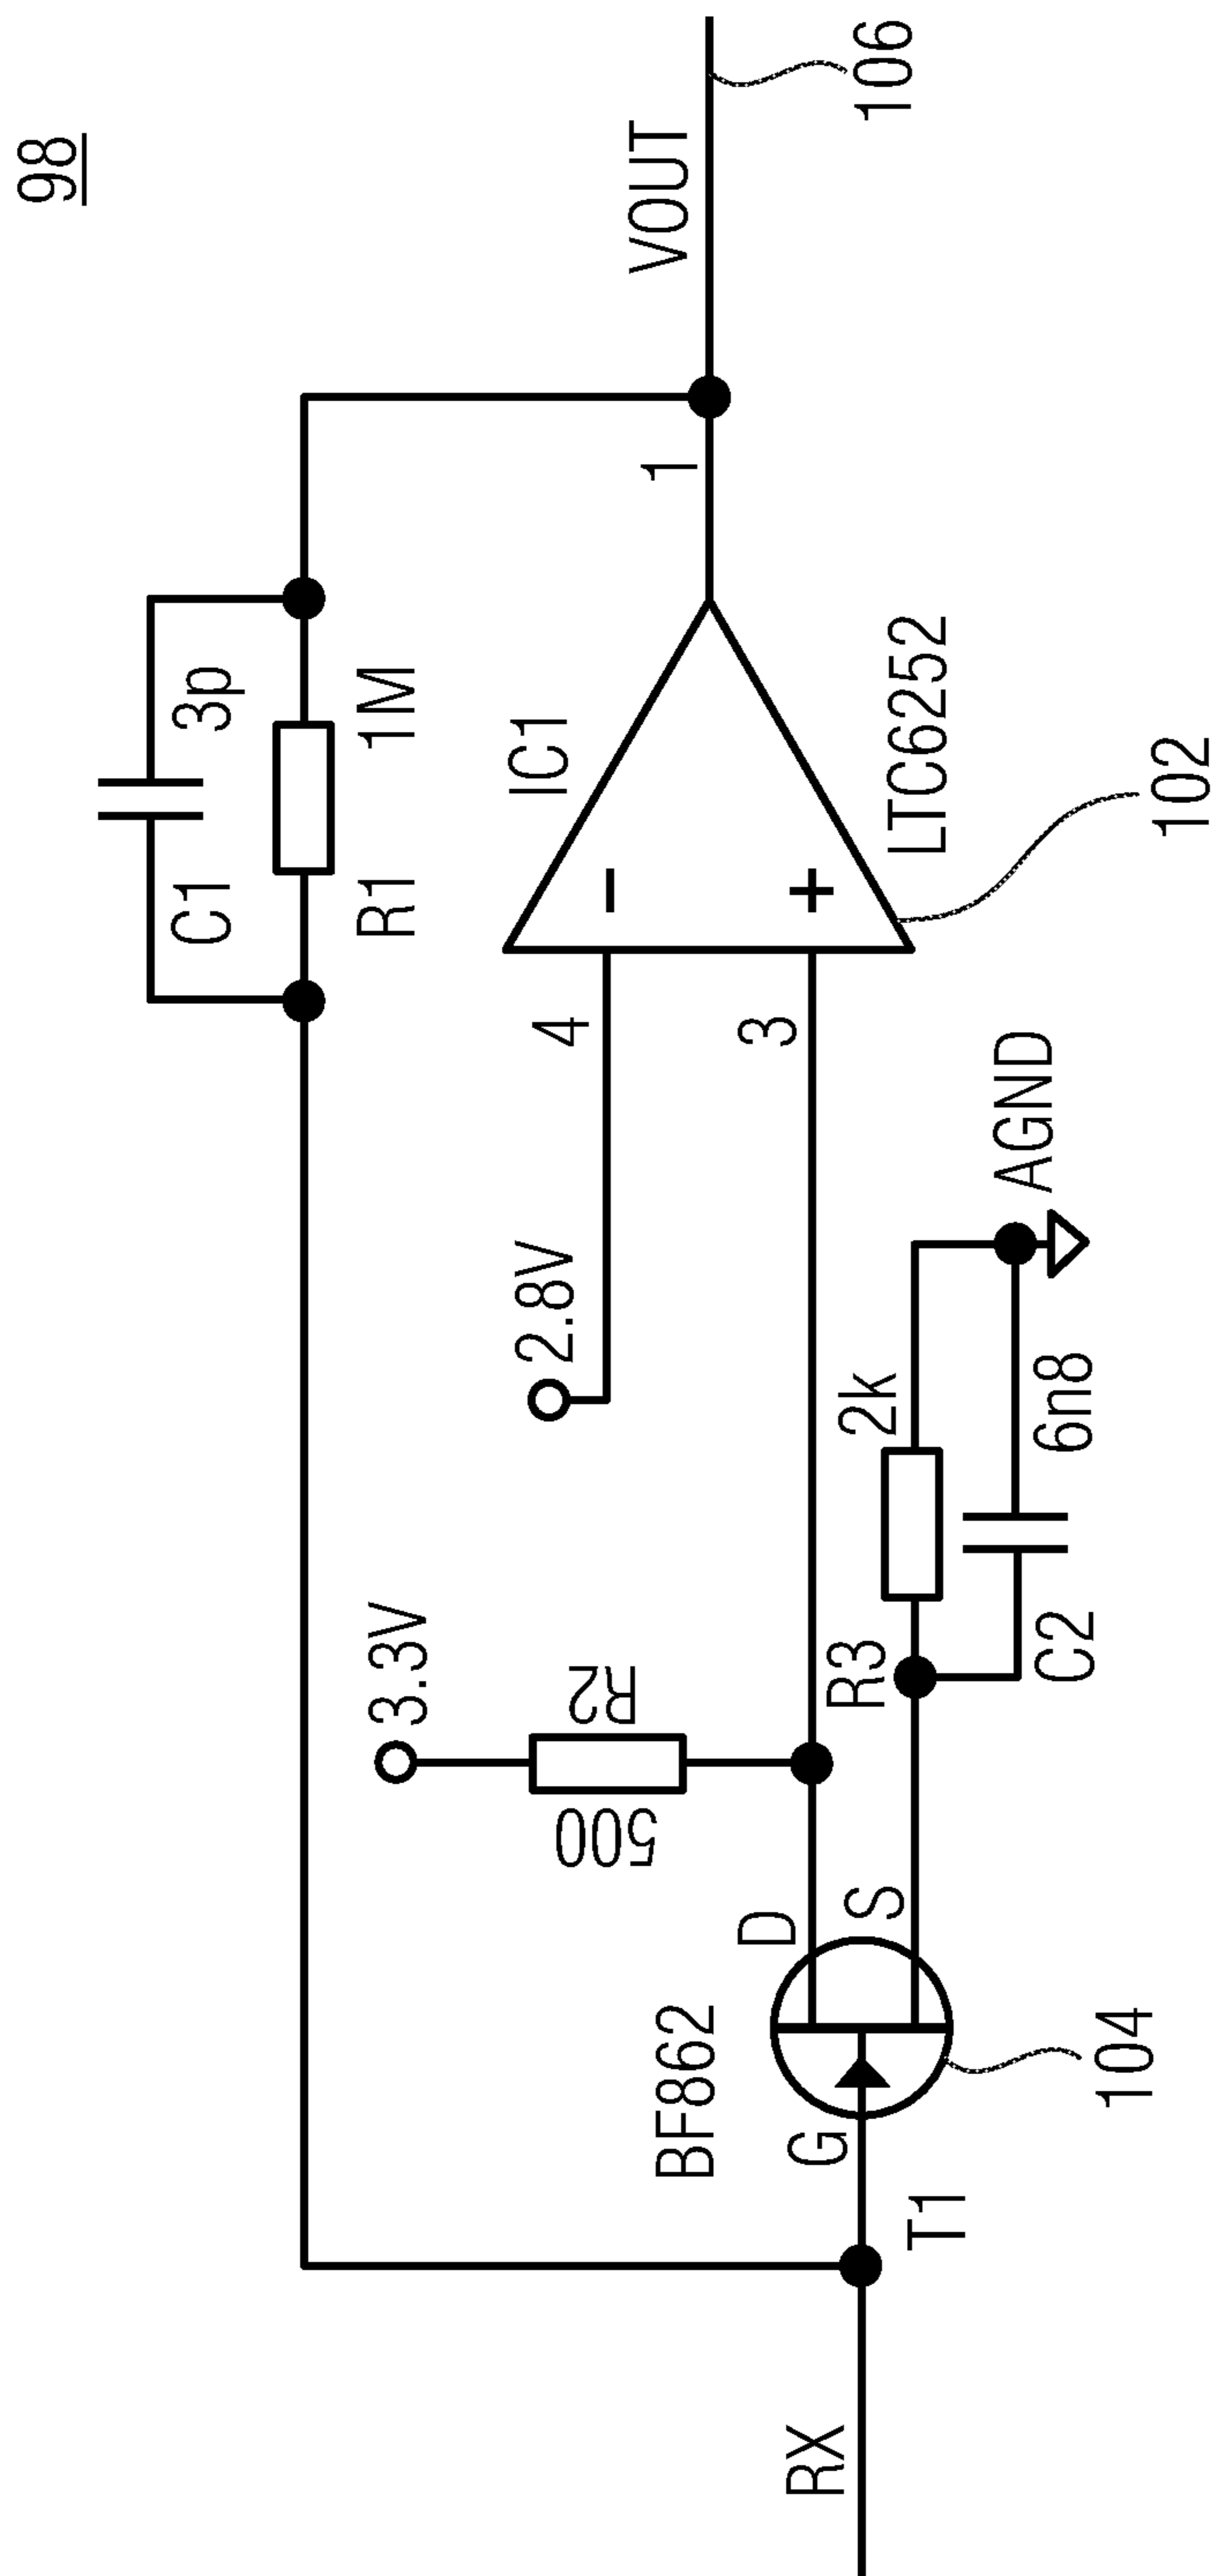 98
C1
3p
R1
1M
3.3V
R2
500
2.8V
4
3
IC1
LTC6252
102
1
VOUT
106
BF862
D
S
G
T1
RX
104
R3
2k
C2
6n8
AGND